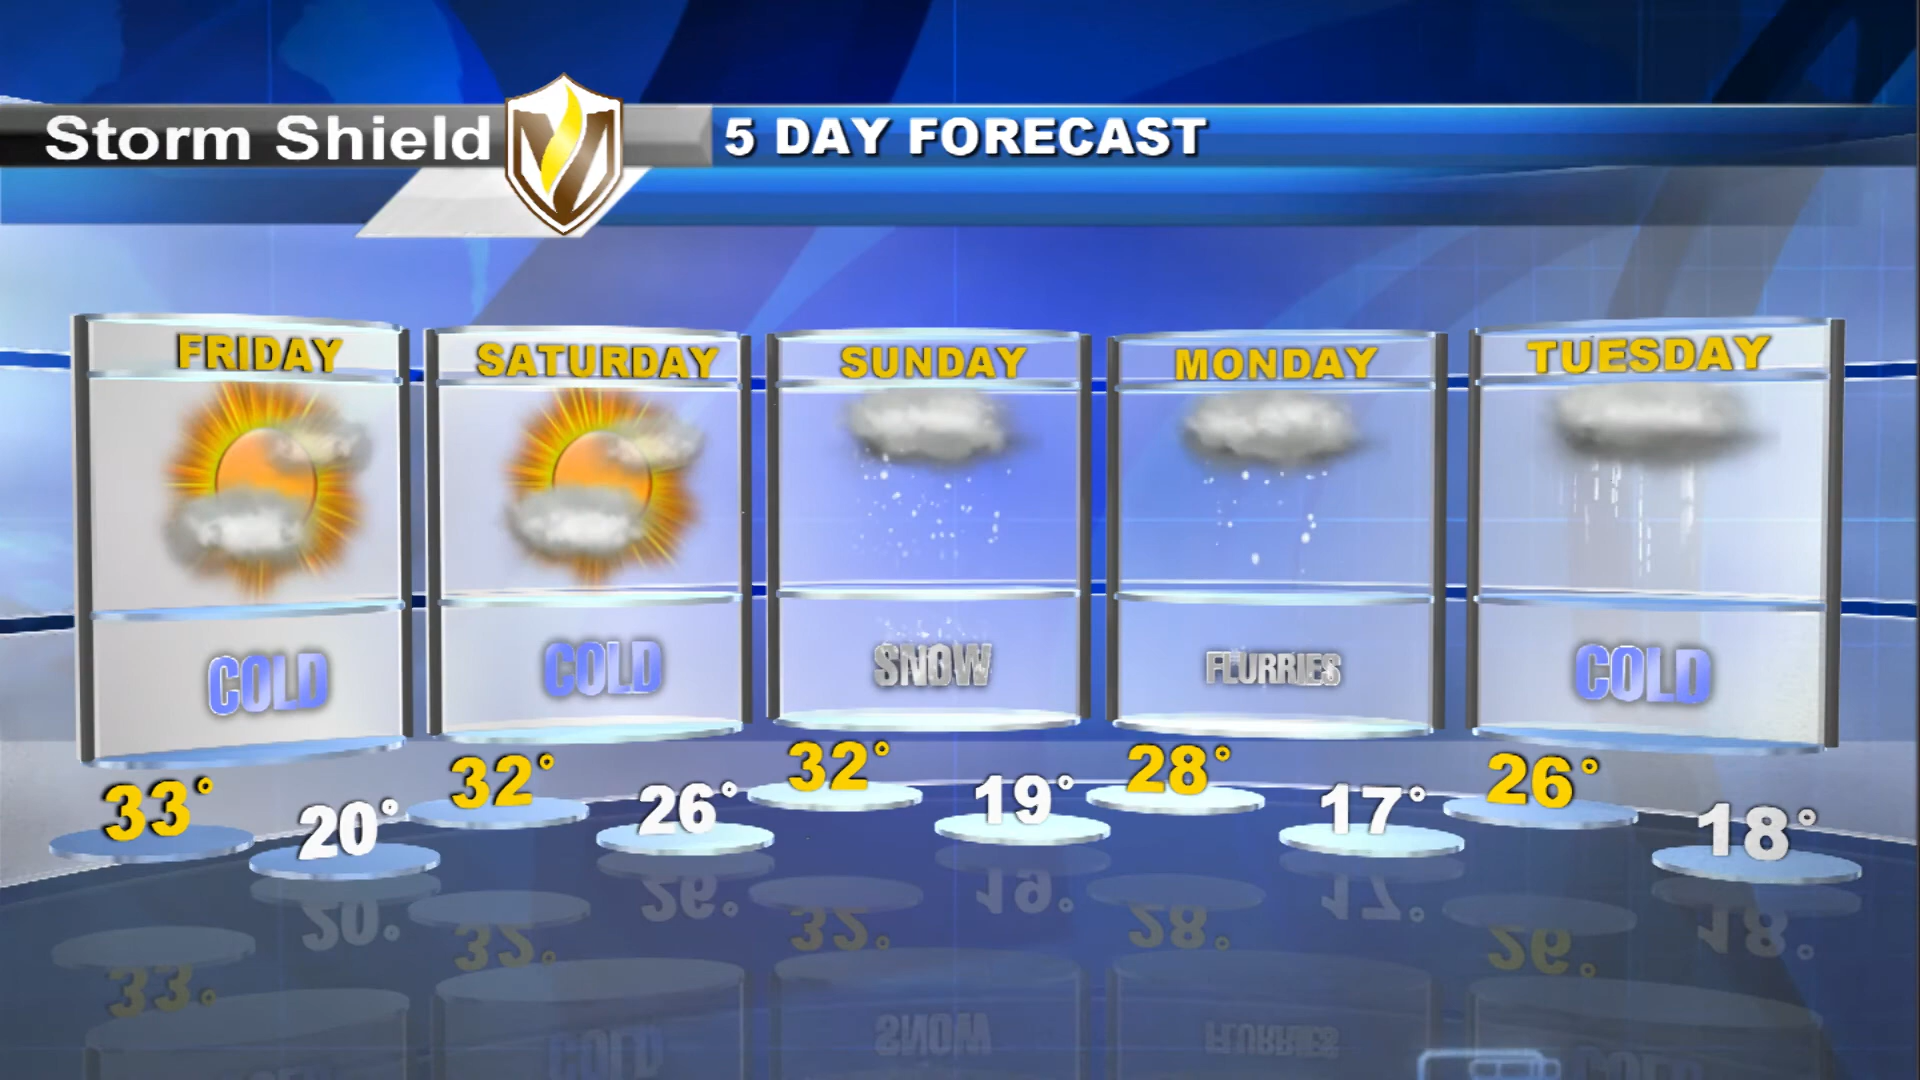 Storm Shield
5 DAY FORECAST
FRIDAY
SATURDAY
SUNDAY
MONDAY
TUESDAY
COLD
COLD
SNOW
FLURRIES
COLD
33°
20°
32°
26°
32°
19°
28°
17°
26°
18°